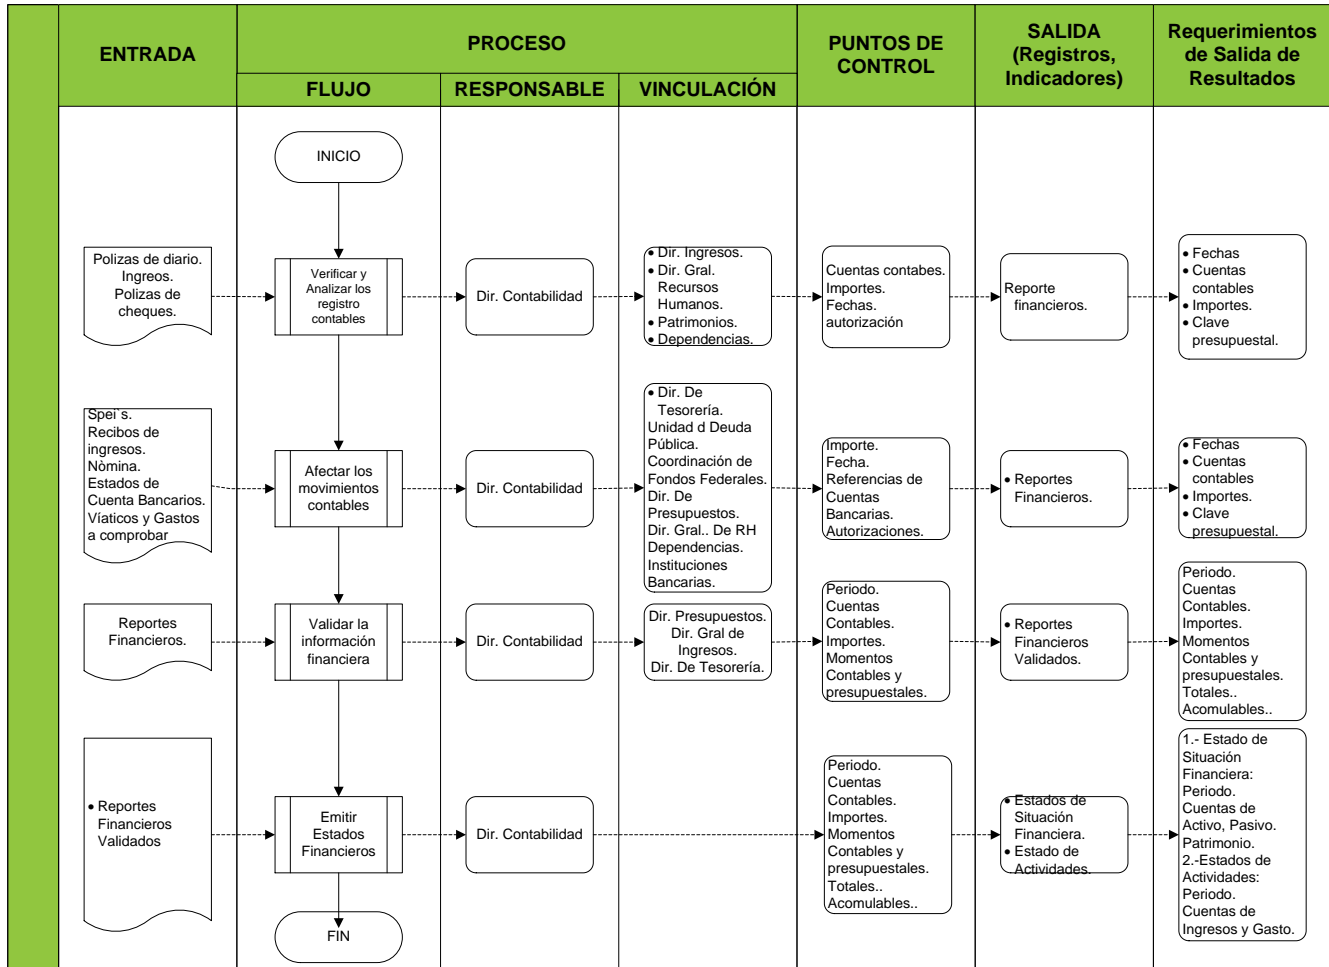 ENTRADA
PROCESO
PUNTOS DE
CONTROL
SALIDA
(Registros,
Indicadores)
Requerimientos
de Salida de
Resultados
FLUJO
RESPONSABLE
VINCULACIÓN
INICIO
Polizas de diario.
Ingreos.
Polizas de
cheques.
Verificar y
Analizar los
registro
contables
Dir. Contabilidad
• Dir. Ingresos.
• Dir. Gral.
Recursos
Humanos.
• Patrimonios.
• Dependencias.
Cuentas contabes.
Importes.
Fechas.
autorización
Reporte
financieros.
• Fechas
• Cuentas
contables
• Importes.
• Clave
presupuestal.
Spei`s.
Recibos de
ingresos.
Nòmina.
Estados de
Cuenta Bancarios.
Víaticos y Gastos
a comprobar
Afectar los
movimientos
contables
Dir. Contabilidad
• Dir. De
Tesorería.
Unidad d Deuda
Pública.
Coordinación de
Fondos Federales.
Dir. De
Presupuestos.
Dir. Gral.. De RH
Dependencias.
Instituciones
Bancarias.
Importe.
Fecha.
Referencias de
Cuentas
Bancarias.
Autorizaciones.
• Reportes
Financieros.
• Fechas
• Cuentas
contables
• Importes.
• Clave
presupuestal.
Reportes
Financieros.
Validar la
información
financiera
Dir. Contabilidad
Dir. Presupuestos.
Dir. Gral de
Ingresos.
Dir. De Tesorería.
Periodo.
Cuentas
Contables.
Importes.
Momentos
Contables y
presupuestales.
• Reportes
Financieros
Validados.
Periodo.
Cuentas
Contables.
Importes.
Momentos
Contables y
presupuestales.
Totales..
Acomulables..
• Reportes
Financieros
Validados
Emitir
Estados
Financieros
Dir. Contabilidad
Periodo.
Cuentas
Contables.
Importes.
Momentos
Contables y
presupuestales.
Totales..
Acomulables..
• Estados de
Situación
Financiera.
• Estado de
Actividades.
1.- Estado de
Situación
Financiera:
Periodo.
Cuentas de
Activo, Pasivo.
Patrimonio.
2.-Estados de
Actividades:
Periodo.
Cuentas de
Ingresos y Gasto.
FIN